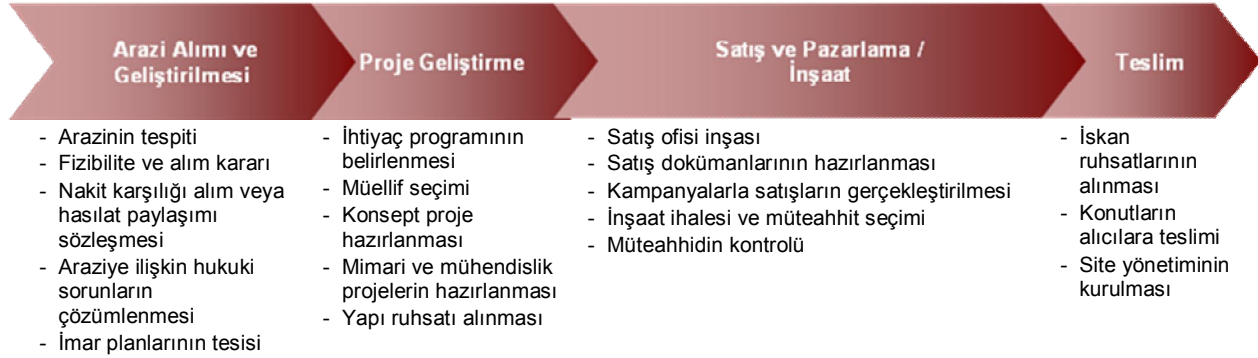 Arazi Alımı ve
Geliştirilmesi
Proje Geliştirme
Satış ve Pazarlama /
İnşaat
Teslim
- Arazinin tespiti
- Fizibilite ve alım kararı
- Nakit karşılığı alım veya
hasılat paylaşımı
sözleşmesi
- Araziye ilişkin hukuki
sorunların
çözümlenmesi
- İmar planlarının tesisi
- İhtiyaç programının
belirlenmesi
- Müellif seçimi
- Konsept proje
hazırlanması
- Mimari ve mühendislik
projelerin hazırlanması
- Yapı ruhsatı alınması
- Satış ofisi inşası
- Satış dokümanlarının hazırlanması
- Kampanyalarla satışların gerçekleştirilmesi
- İnşaat ihalesi ve müteahhit seçimi
- Müteahhidin kontrolü
- İskan
ruhsatlarının
alınması
- Konutların
alıcılara teslimi
- Site yönetiminin
kurulması